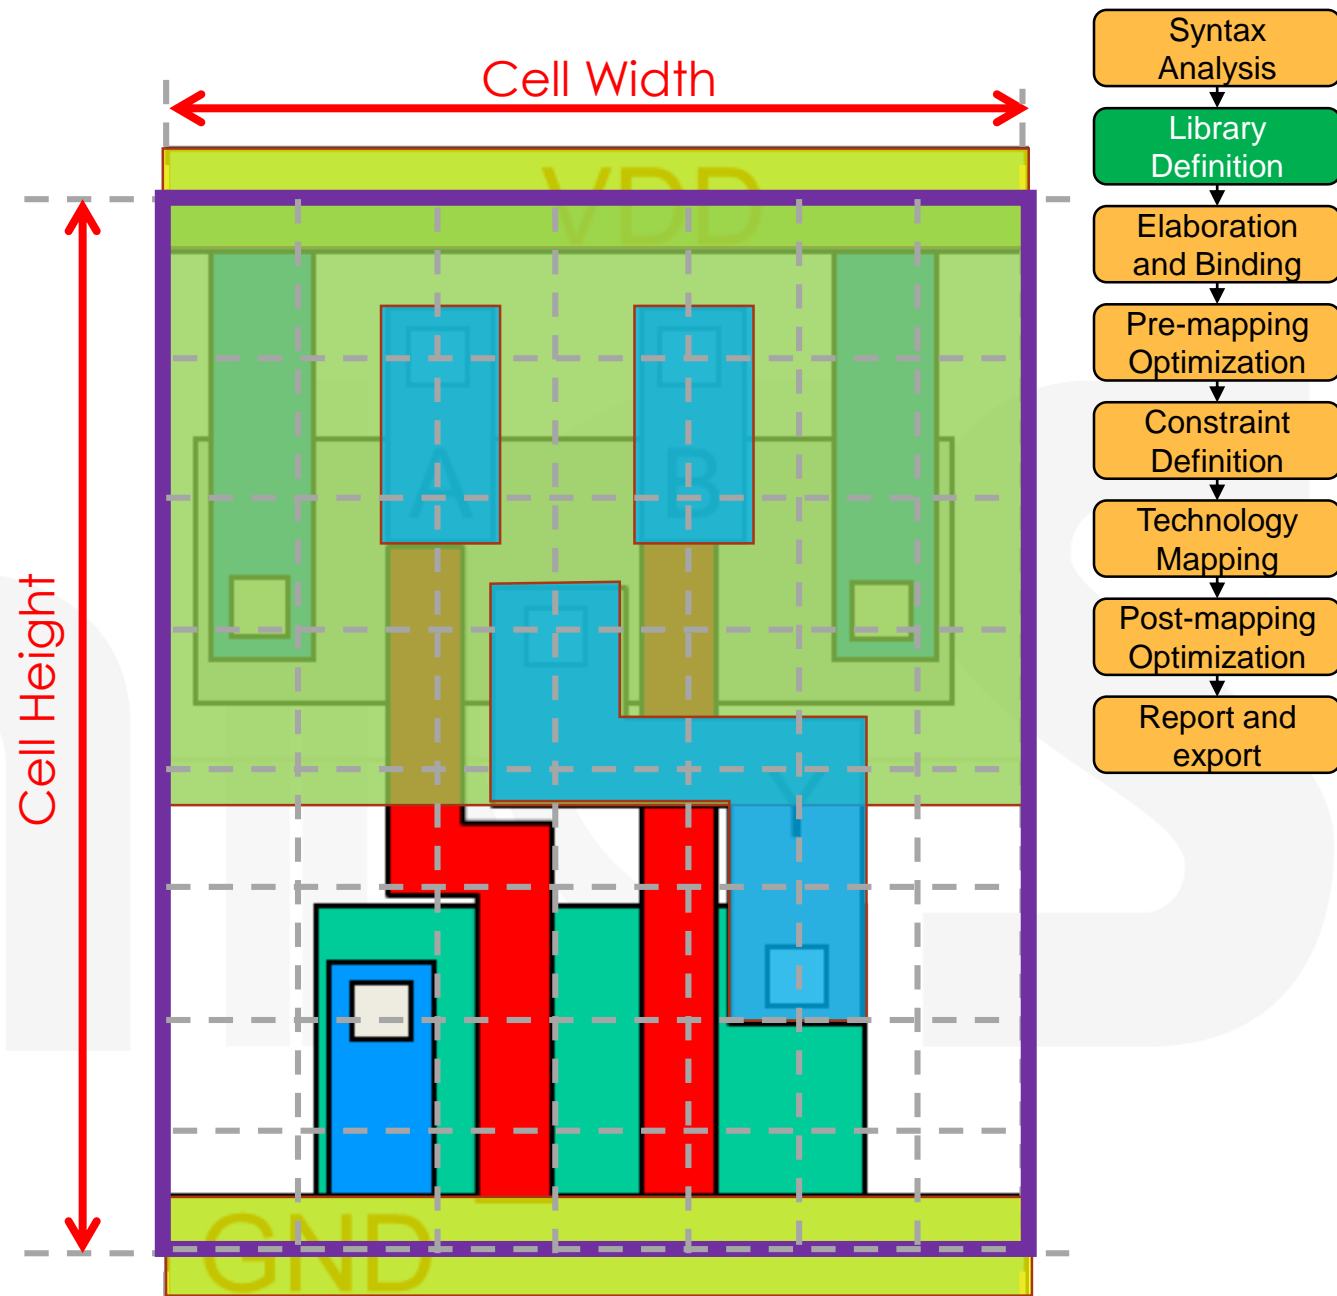 Cell Width
VDD
A
B
Y
Cell Height
GND
Syntax
Analysis
Library
Definition
Elaboration
and Binding
Pre-mapping
Optimization
Constraint
Definition
Technology
Mapping
Post-mapping
Optimization
Report and
export